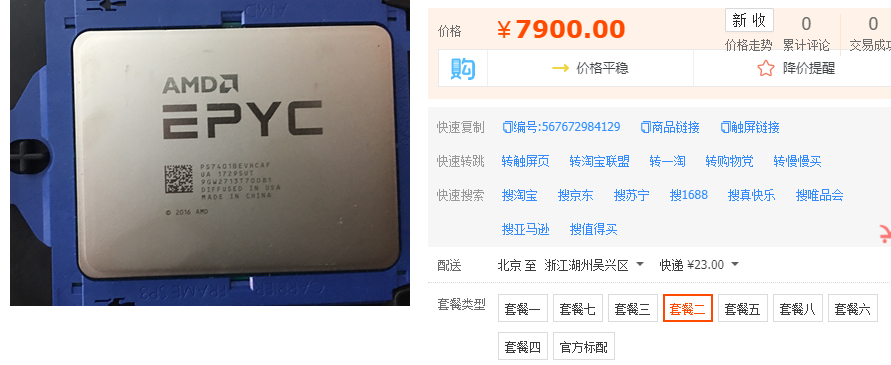 AMD
EPYC
PS7401BEVHCAF
UA 1729SUT
9GW2713T70081
DIFFUSED IN USA
MADE IN CHINA
© 2016 AMD
价格
¥7900.00
新 收
价格走势
0
累计评论
0
交易成功
购
价格平稳
降价提醒
快速复制
编号:567672984129
商品链接
触屏链接
快速转跳
转触屏页
转淘宝联盟
转一淘
转购物党
转慢慢买
快速搜索
搜淘宝
搜京东
搜苏宁
搜1688
搜真快乐
搜唯品会
搜亚马逊
搜值得买
配送
北京 至 浙江湖州吴兴区
快递 ¥23.00
套餐类型
套餐一
套餐七
套餐三
套餐二
套餐五
套餐八
套餐六
套餐四
官方标配